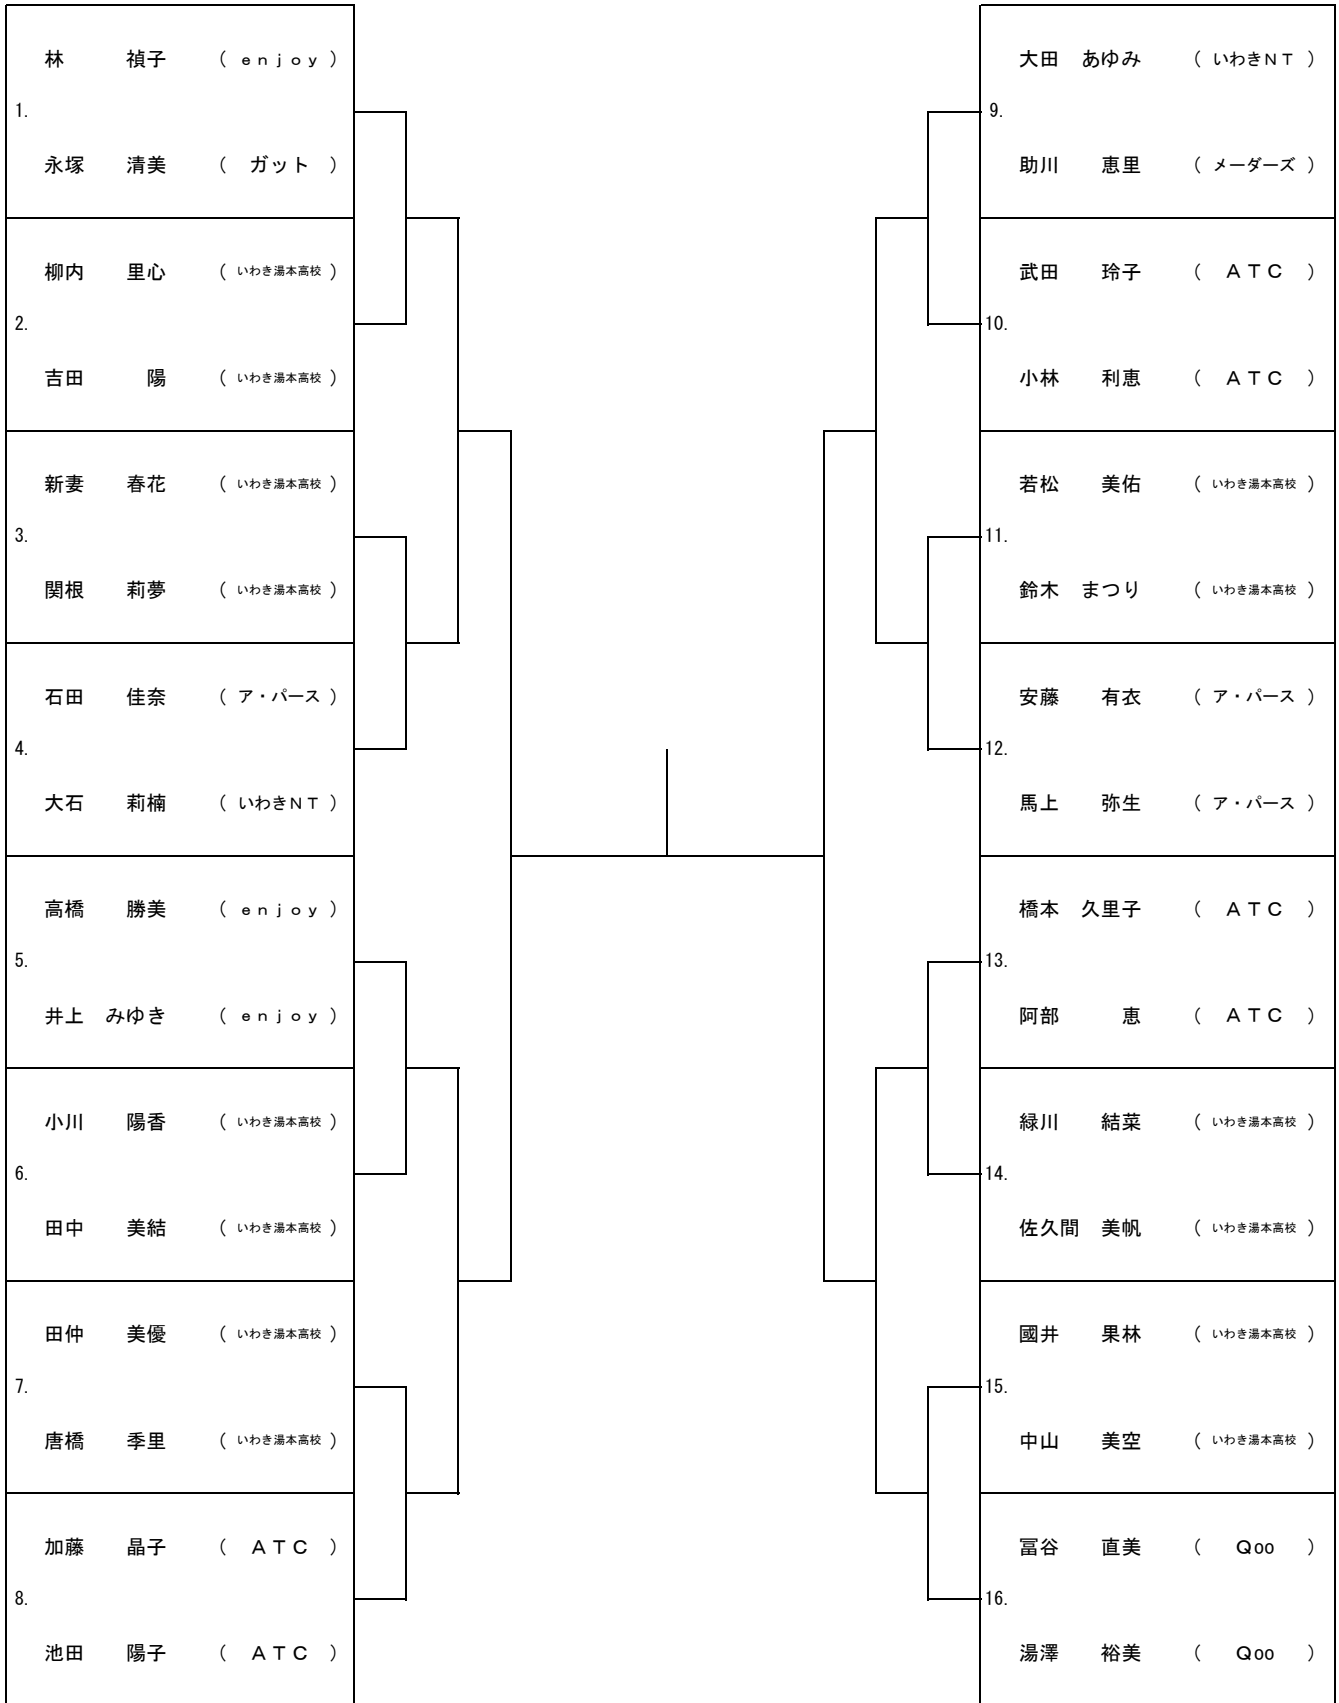 林 禎子 ( ｅｎｊｏｙ )
1.
永塚 清美 ( ガット )
柳内 里心 ( いわき湯本高校 )
2.
吉田 陽 ( いわき湯本高校 )
新妻 春花 ( いわき湯本高校 )
3.
関根 莉夢 ( いわき湯本高校 )
石田 佳奈 ( ア・パース )
4.
大石 莉楠 ( いわきＮＴ )
高橋 勝美 ( ｅｎｊｏｙ )
5.
井上 みゆき ( ｅｎｊｏｙ )
小川 陽香 ( いわき湯本高校 )
6.
田中 美結 ( いわき湯本高校 )
田仲 美優 ( いわき湯本高校 )
7.
唐橋 季里 ( いわき湯本高校 )
加藤 晶子 ( ＡＴＣ )
8.
池田 陽子 ( ＡＴＣ )
大田 あゆみ ( いわきＮＴ )
9.
助川 恵里 ( メーダーズ )
武田 玲子 ( ＡＴＣ )
10.
小林 利恵 ( ＡＴＣ )
若松 美佑 ( いわき湯本高校 )
11.
鈴木 まつり ( いわき湯本高校 )
安藤 有衣 ( ア・パース )
12.
馬上 弥生 ( ア・パース )
橋本 久里子 ( ＡＴＣ )
13.
阿部 恵 ( ＡＴＣ )
緑川 結菜 ( いわき湯本高校 )
14.
佐久間 美帆 ( いわき湯本高校 )
國井 果林 ( いわき湯本高校 )
15.
中山 美空 ( いわき湯本高校 )
冨谷 直美 ( Ｑoo )
16.
湯澤 裕美 ( Ｑoo )